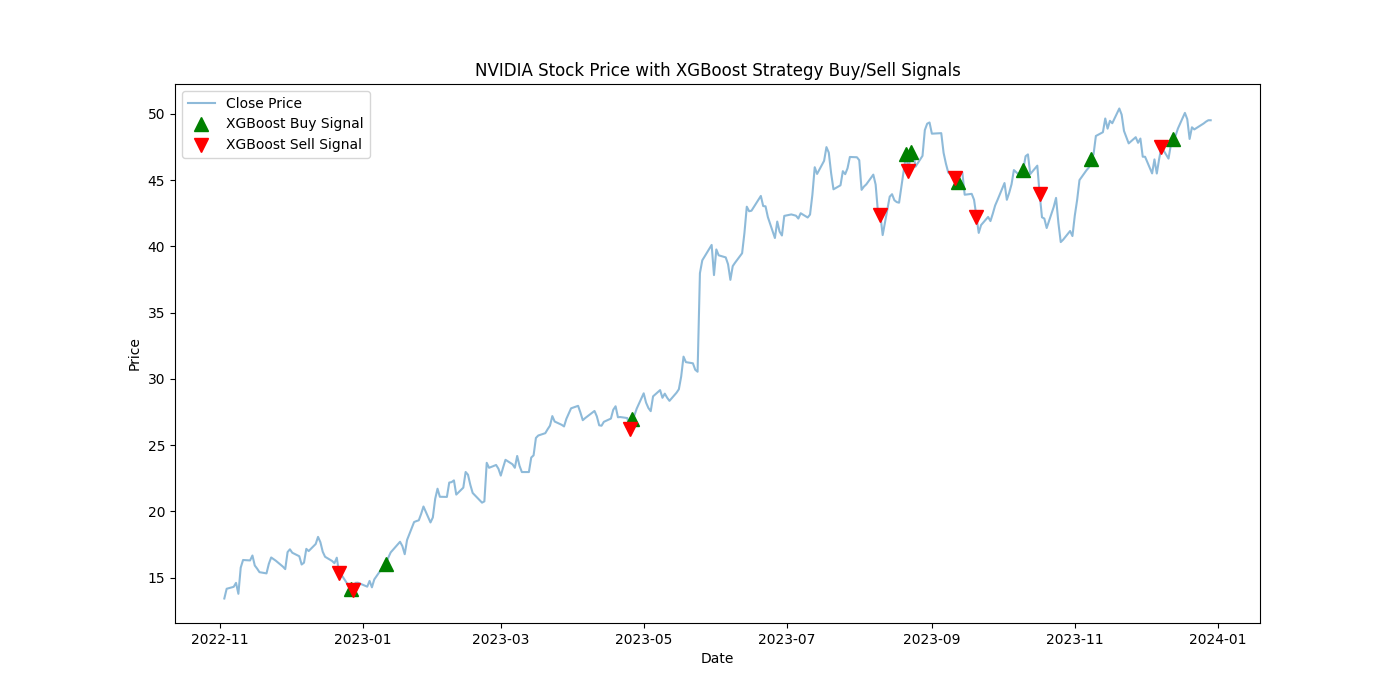 NVIDIA Stock Price with XGBoost Strategy Buy/Sell Signals
Close Price
XGBoost Buy Signal
XGBoost Sell Signal
50
45
40
35
30
25
20
15
Price
2022-11
2023-01
2023-03
2023-05
2023-07
2023-09
2023-11
2024-01
Date